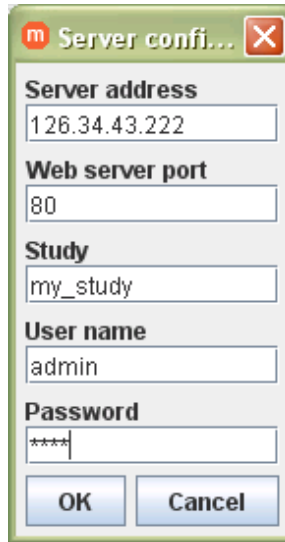 m Server confi...
Server address
126.34.43.222
Web server port
80
Study
my_study
User name
admin
Password
****
OK Cancel